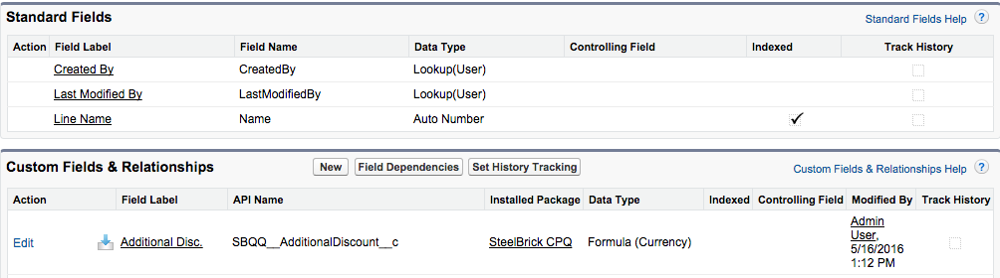 Standard Fields
Standard Fields Help ?
Action Field Label Field Name Data Type Controlling Field Indexed Track History
Created By CreatedBy Lookup(User)
Last Modified By LastModifiedBy Lookup(User)
Line Name Name Auto Number
Custom Fields & Relationships New Field Dependencies Set History Tracking
Custom Fields & Relationships Help ?
Action Field Label API Name Installed Package Data Type Indexed Controlling Field Modified By Track History
Edit Additional Disc. SBQQ__AdditionalDiscount__c SteelBrick CPQ Formula (Currency)
Admin
User,
5/16/2016
1:12 PM